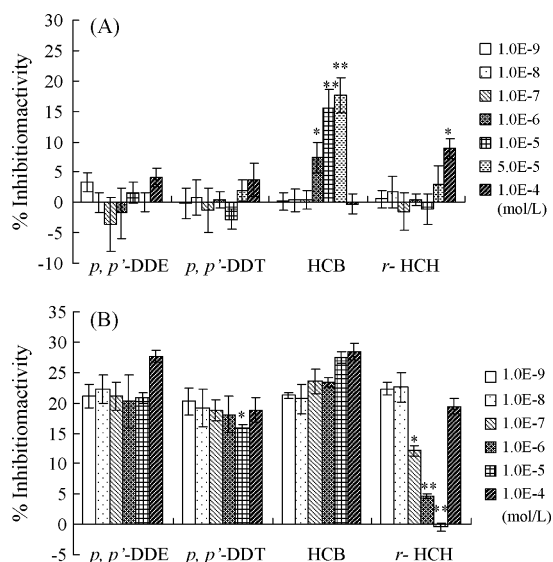 (A)
% Inhibitiomactivity
30
25
20
15
10
5
0
-5
-10
*
**
**
*
p, p'-DDE
p, p'-DDT
HCB
r- HCH
1.0E-9
1.0E-8
1.0E-7
1.0E-6
1.0E-5
5.0E-5
1.0E-4
(mol/L)
(B)
% Inhibitiomactivity
35
30
25
20
15
10
5
0
-5
*
*
**
**
p, p'-DDE
p, p'-DDT
HCB
r- HCH
1.0E-9
1.0E-8
1.0E-7
1.0E-6
1.0E-5
1.0E-4
(mol/L)